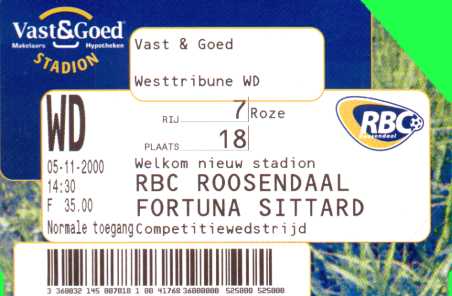 Vast&Goed
Makelaars Hypotheken
STADION
Vast & Goed
Westtribune WD
WD
RIJ 7 Roze
PLAATS 18
RBC
Roosendaal
05-11-2000
14:30
F 35.00
Normale toegang
Welkom nieuw stadion
RBC ROOSENDAAL
FORTUNA SITTARD
Competitiewedstrijd
3 360032 145 007818 1 00 41768 36000000 525000 525000